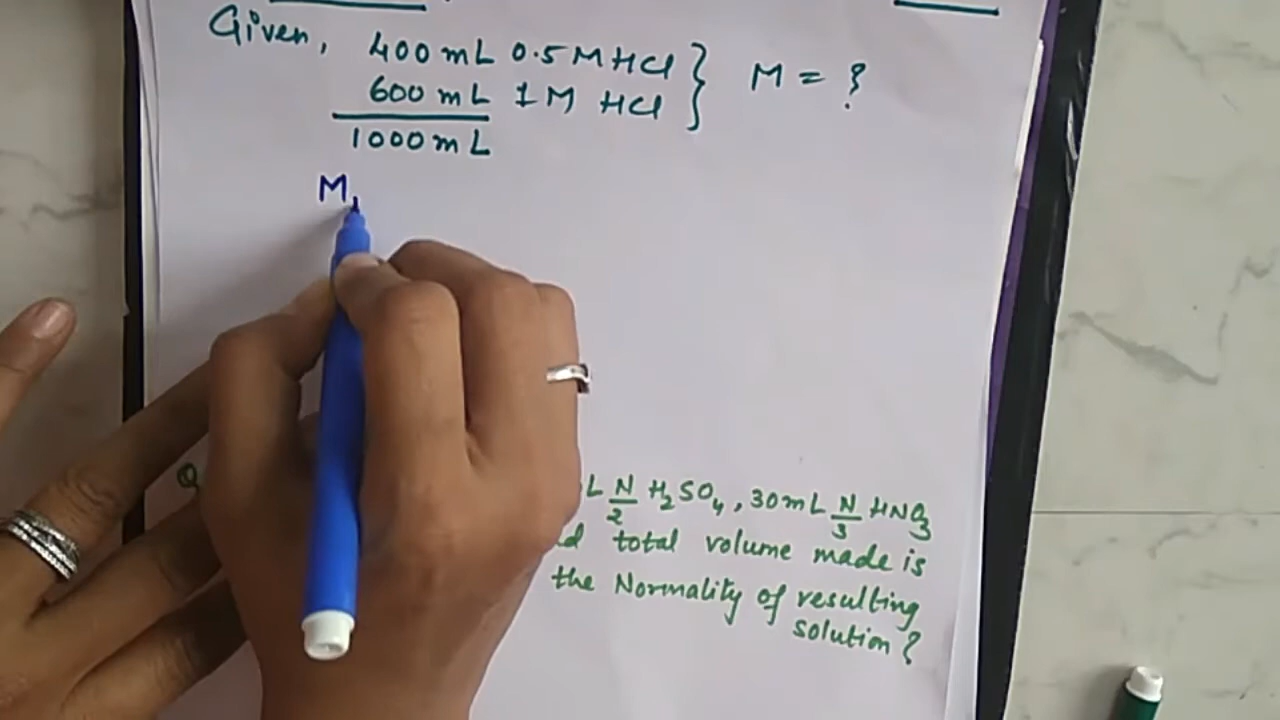 Given, 400 mL 0.5 M HCl } M = ?
600 mL 1 M HCl
1000 mL
M1
Q
L N/2 H₂SO₄, 30 mL N/3 HNO₃
total volume made is
the Normality of resulting
solution?